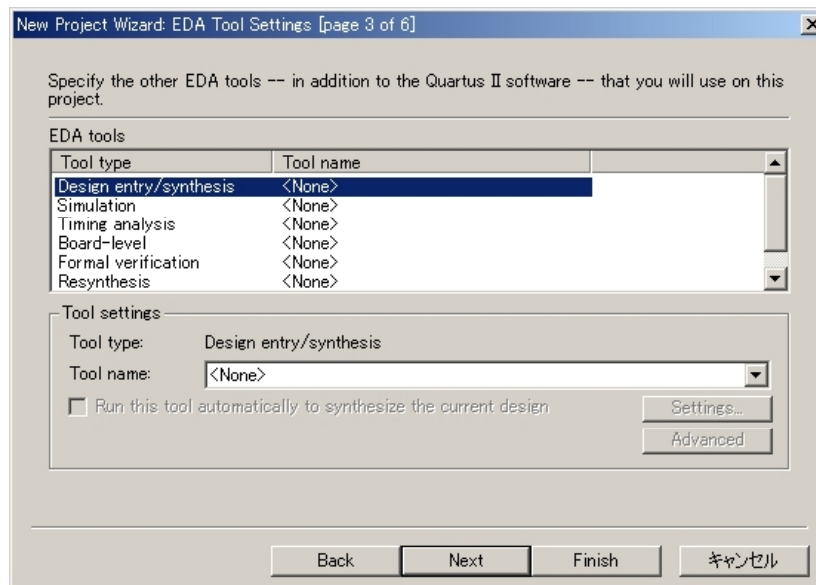 New Project Wizard: EDA Tool Settings [page 3 of 6]
Specify the other EDA tools -- in addition to the Quartus II software -- that you will use on this
project.
EDA tools
Tool type Tool name
Design entry/synthesis <None>
Simulation <None>
Timing analysis <None>
Board-level <None>
Formal verification <None>
Resynthesis <None>
Tool settings
Tool type: Design entry/synthesis
Tool name: <None>
Run this tool automatically to synthesize the current design Settings...
Advanced
Back Next Finish キャンセル